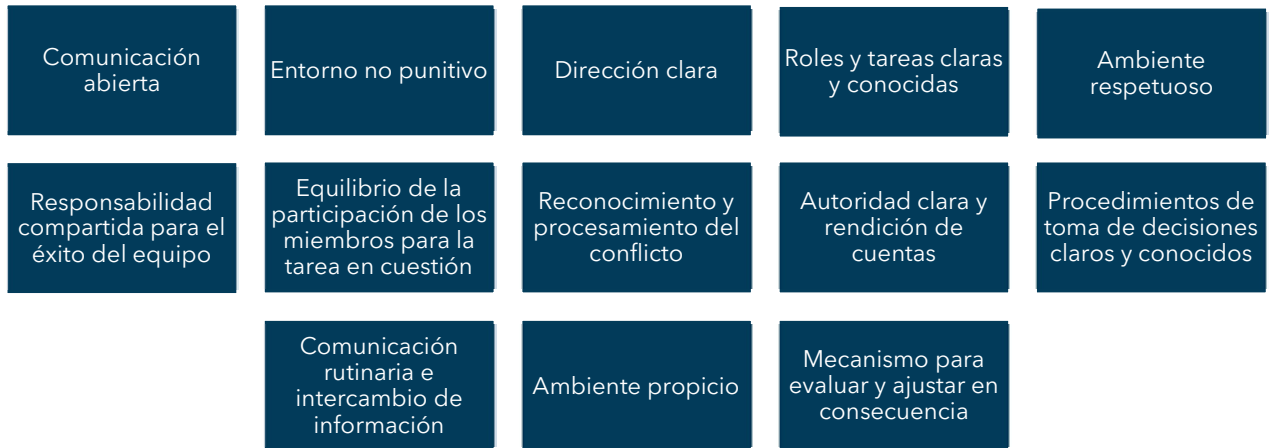 Comunicación
abierta
Entorno no punitivo
Dirección clara
Roles y tareas claras
y conocidas
Ambiente
respetuoso
Responsabilidad
compartida para el
éxito del equipo
Equilibrio de la
participación de los
miembros para la
tarea en cuestión
Reconocimiento y
procesamiento del
conflicto
Autoridad clara y
rendición de
cuentas
Procedimientos de
toma de decisiones
claros y conocidos
Comunicación
rutinaria e
intercambio de
información
Ambiente propicio
Mecanismo para
evaluar y ajustar en
consecuencia